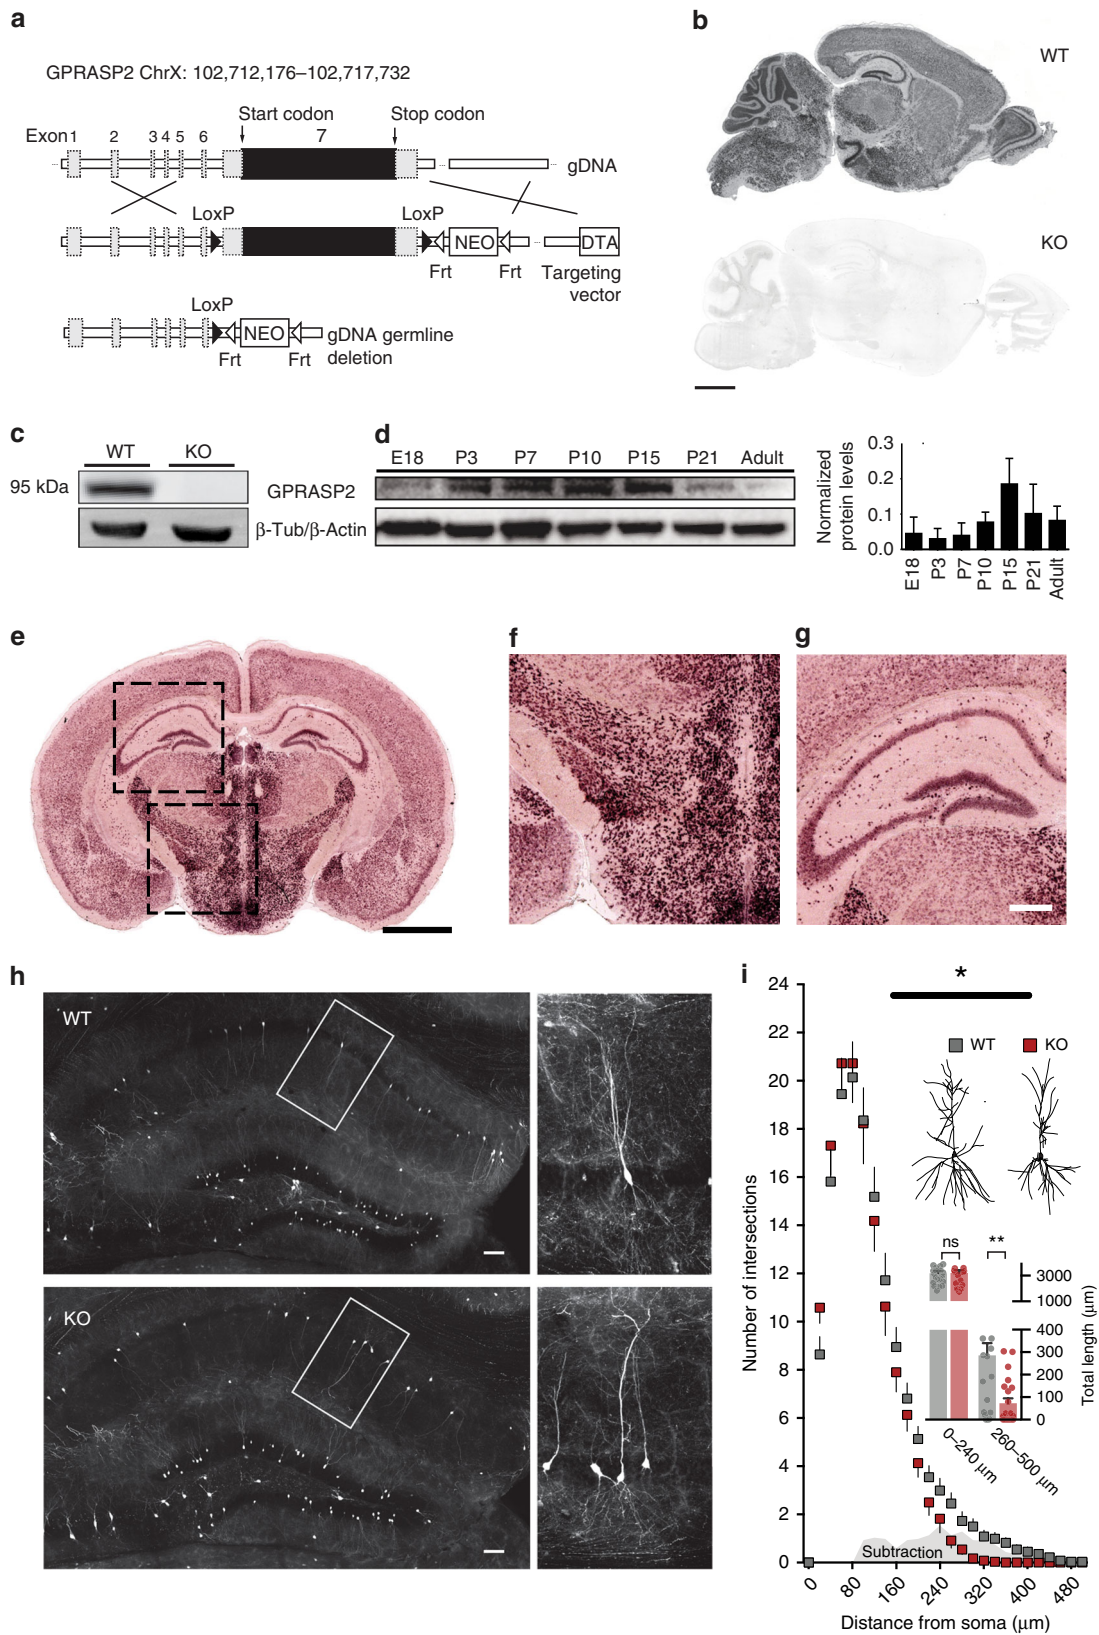 a
GPRASP2 ChrX: 102,712,176–102,717,732
Start codon
Stop codon
Exon 1 2 3 4 5 6 7
gDNA
LoxP LoxP
NEO DTA
Frt Frt Targeting
vector
LoxP
NEO gDNA germline
deletion
Frt Frt
b
WT
KO
c
WT KO
95 kDa
GPRASP2
β-Tub/β-Actin
d
E18 P3 P7 P10 P15 P21 Adult
Normalized
protein levels
0.3
0.2
0.1
0.0
E18 P3 P7 P10 P15 P21 Adult
e
f
g
h
WT
KO
i
*
24
22
20
18
16
14
12
10
8
6
4
2
0
Number of intersections
WT KO
ns **
3000
1000
400
300
200
100
0
Total length (μm)
0–240 μm
260–500 μm
Subtraction
0 80 160 240 320 400 480
Distance from soma (μm)